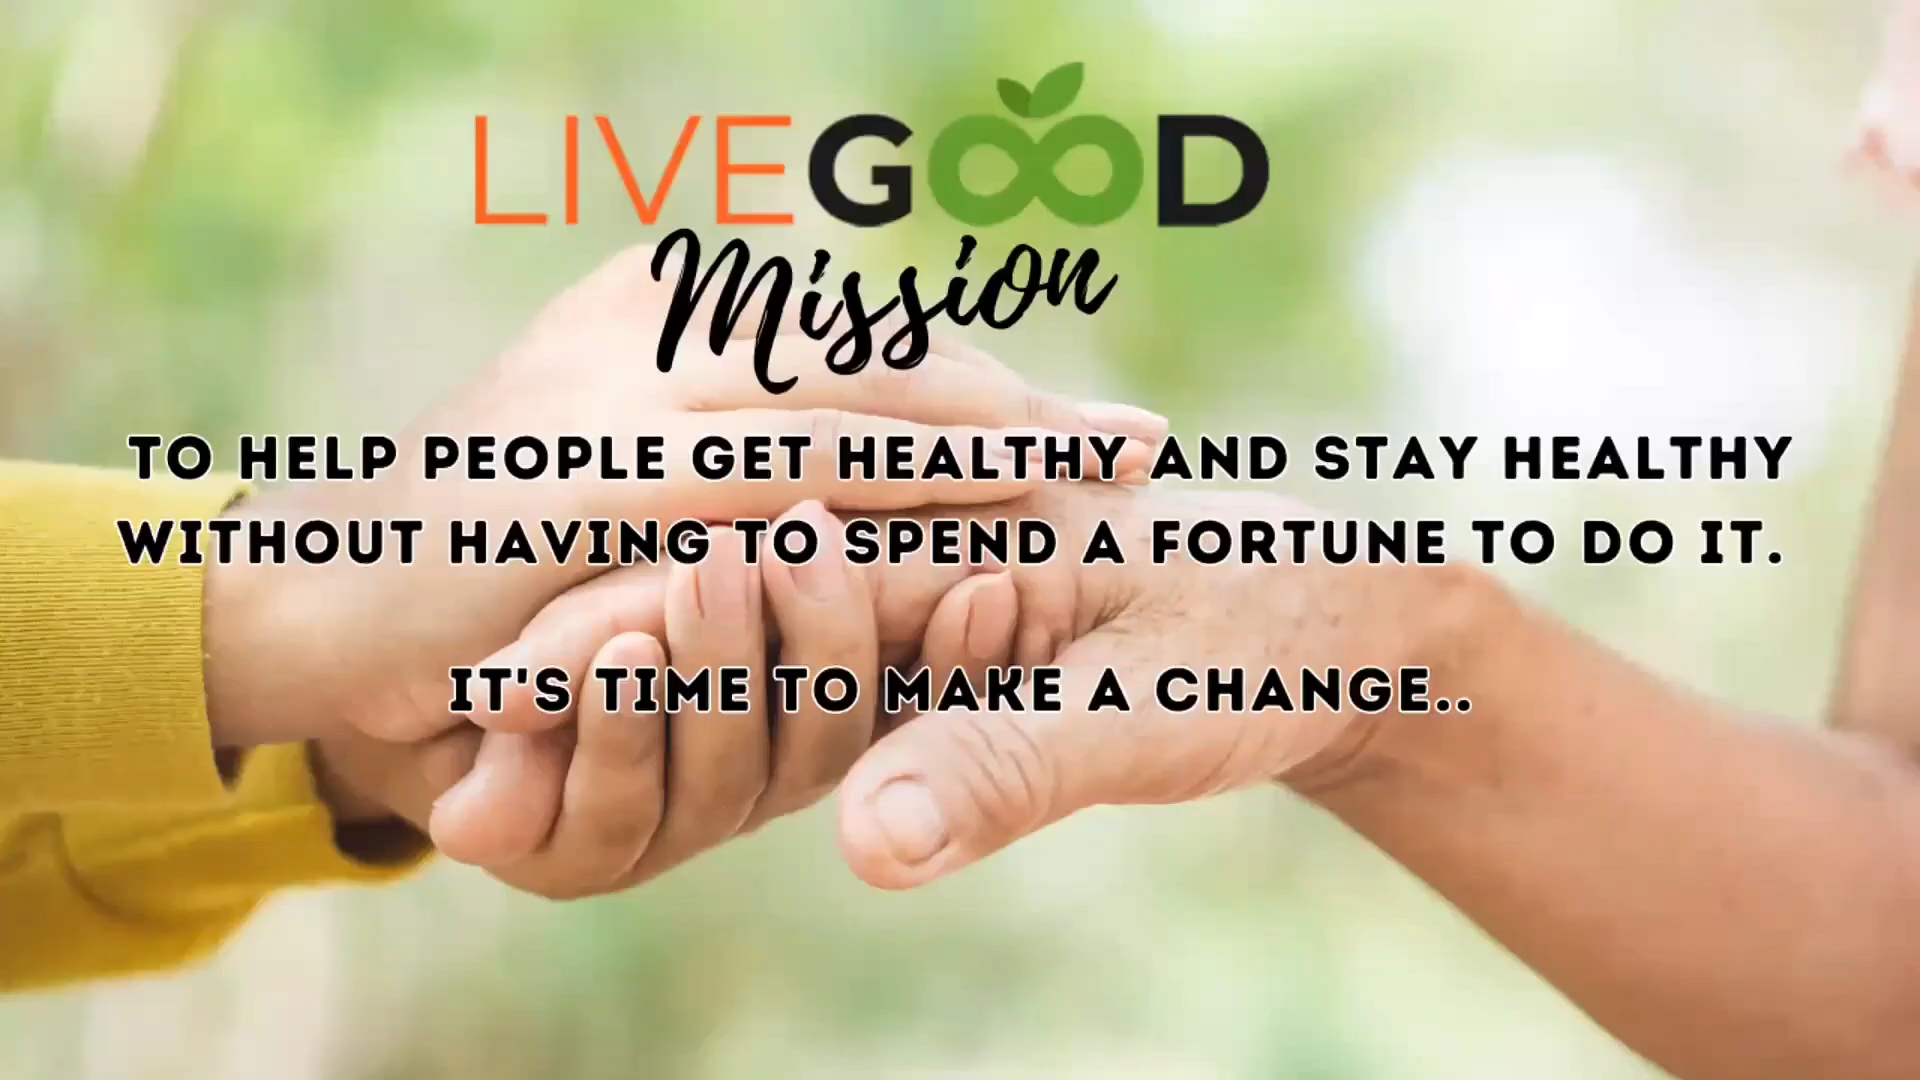 LIVEGOOD
Mission
TO HELP PEOPLE GET HEALTHY AND STAY HEALTHY
WITHOUT HAVING TO SPEND A FORTUNE TO DO IT.
IT'S TIME TO MAKE A CHANGE..